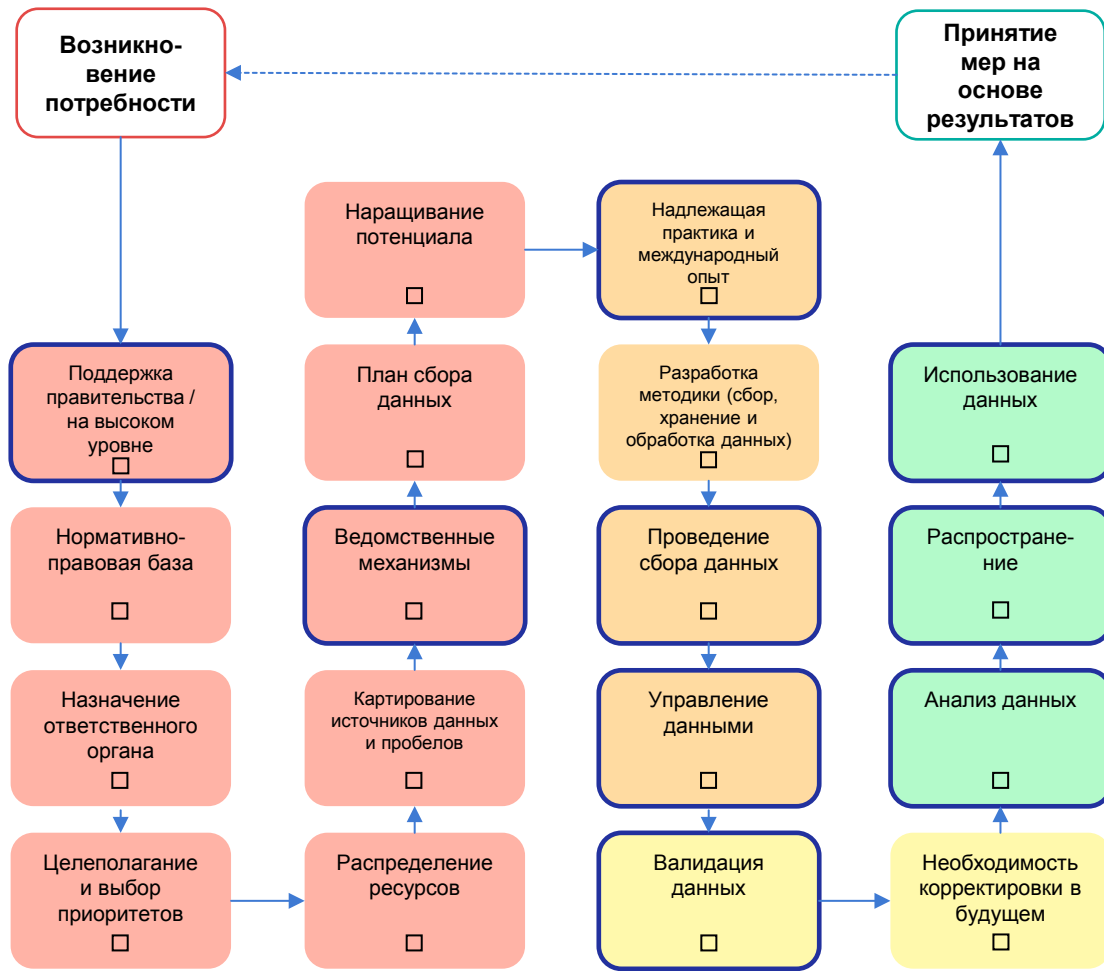 Возникно-
вение
потребности
Принятие
мер на
основе
результатов
Поддержка
правительства /
на высоком
уровне
Нормативно-
правовая база
Назначение
ответственного
органа
Целеполагание
и выбор
приоритетов
Распределение
ресурсов
Картирование
источников данных
и пробелов
Ведомственные
механизмы
План сбора
данных
Наращивание
потенциала
Надлежащая
практика и
международный
опыт
Разработка
методики (сбор,
хранение и
обработка данных)
Проведение
сбора данных
Управление
данными
Валидация
данных
Необходимость
корректировки в
будущем
Анализ данных
Распростране-
ние
Использование
данных